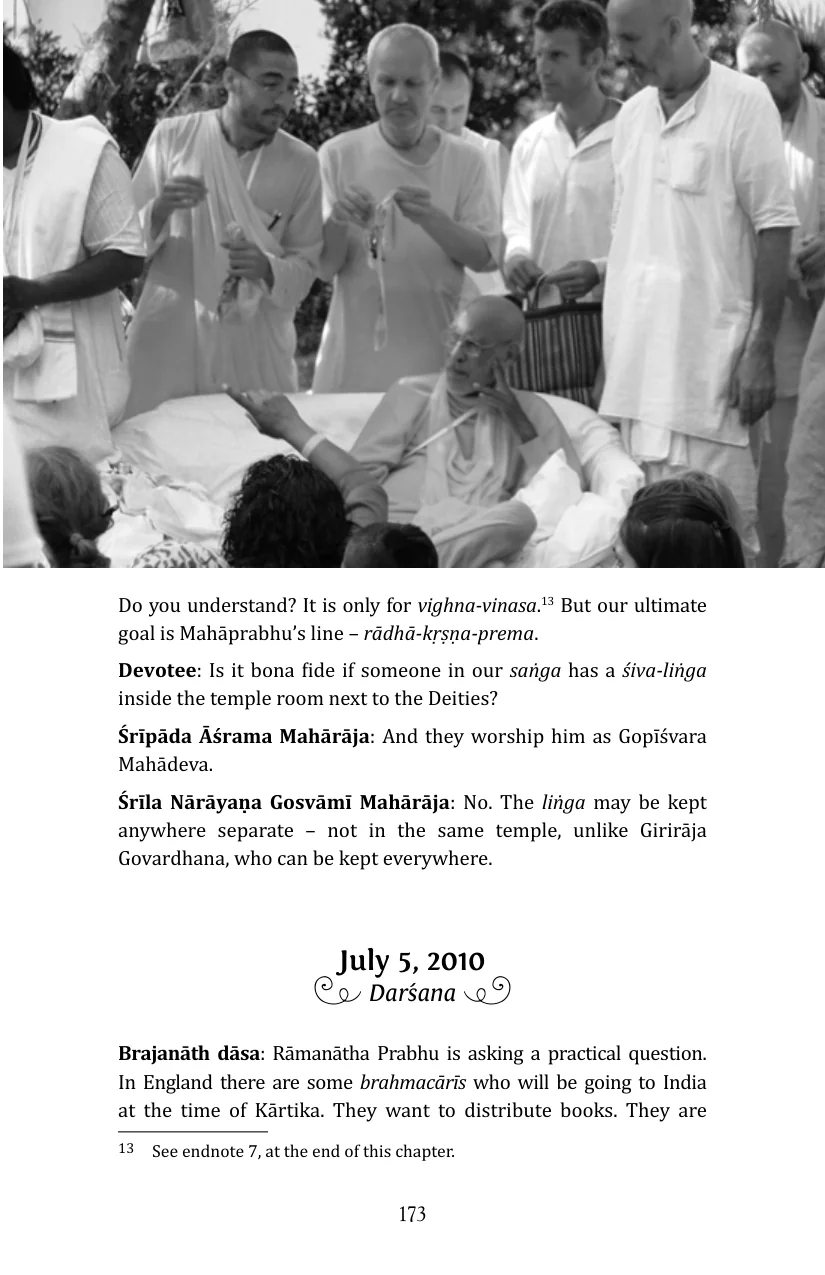 Do you understand? It is only for vighna-vinasa.13 But our ultimate
goal is Mahāprabhu’s line – rādhā-kṛṣṇa-prema.
Devotee: Is it bona fide if someone in our saṅga has a śiva-liṅga
inside the temple room next to the Deities?
Śrīpāda Āśrama Mahārāja: And they worship him as Gopīśvara
Mahādeva.
Śrīla Nārāyaṇa Gosvāmī Mahārāja: No. The liṅga may be kept
anywhere separate – not in the same temple, unlike Girirāja
Govardhana, who can be kept everywhere.
July 5, 2010
Darśana
Brajanāth dāsa: Rāmanātha Prabhu is asking a practical question.
In England there are some brahmacārīs who will be going to India
at the time of Kārtika. They want to distribute books. They are
13 See endnote 7, at the end of this chapter.
173